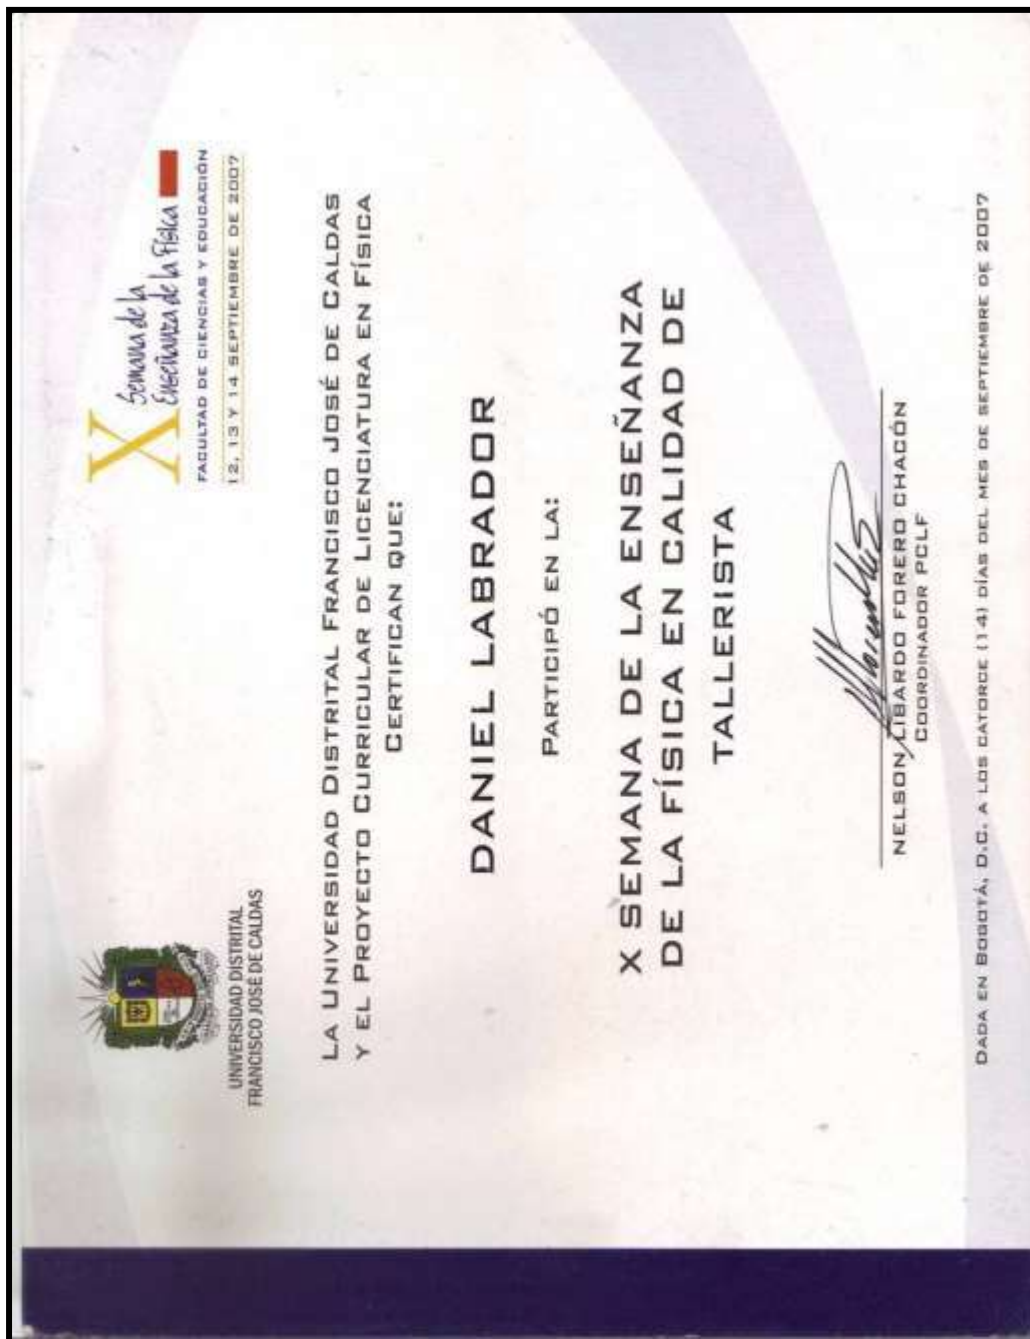 UNIVERSIDAD DISTRITAL
FRANCISCO JOSÉ DE CALDAS
X Semana de la
Enseñanza de la Física
FACULTAD DE CIENCIAS Y EDUCACIÓN
12, 13 Y 14 SEPTIEMBRE DE 2007
LA UNIVERSIDAD DISTRITAL FRANCISCO JOSÉ DE CALDAS
Y EL PROYECTO CURRICULAR DE LICENCIATURA EN FÍSICA
CERTIFICAN QUE:
DANIEL LABRADOR
PARTICIPÓ EN LA:
X SEMANA DE LA ENSEÑANZA
DE LA FÍSICA EN CALIDAD DE
TALLERISTA
NELSON LIBARDO FORERO CHACÓN
COORDINADOR PCLF
DADA EN BOGOTÁ, D.C. A LOS CATORCE (14) DÍAS DEL MES DE SEPTIEMBRE DE 2007